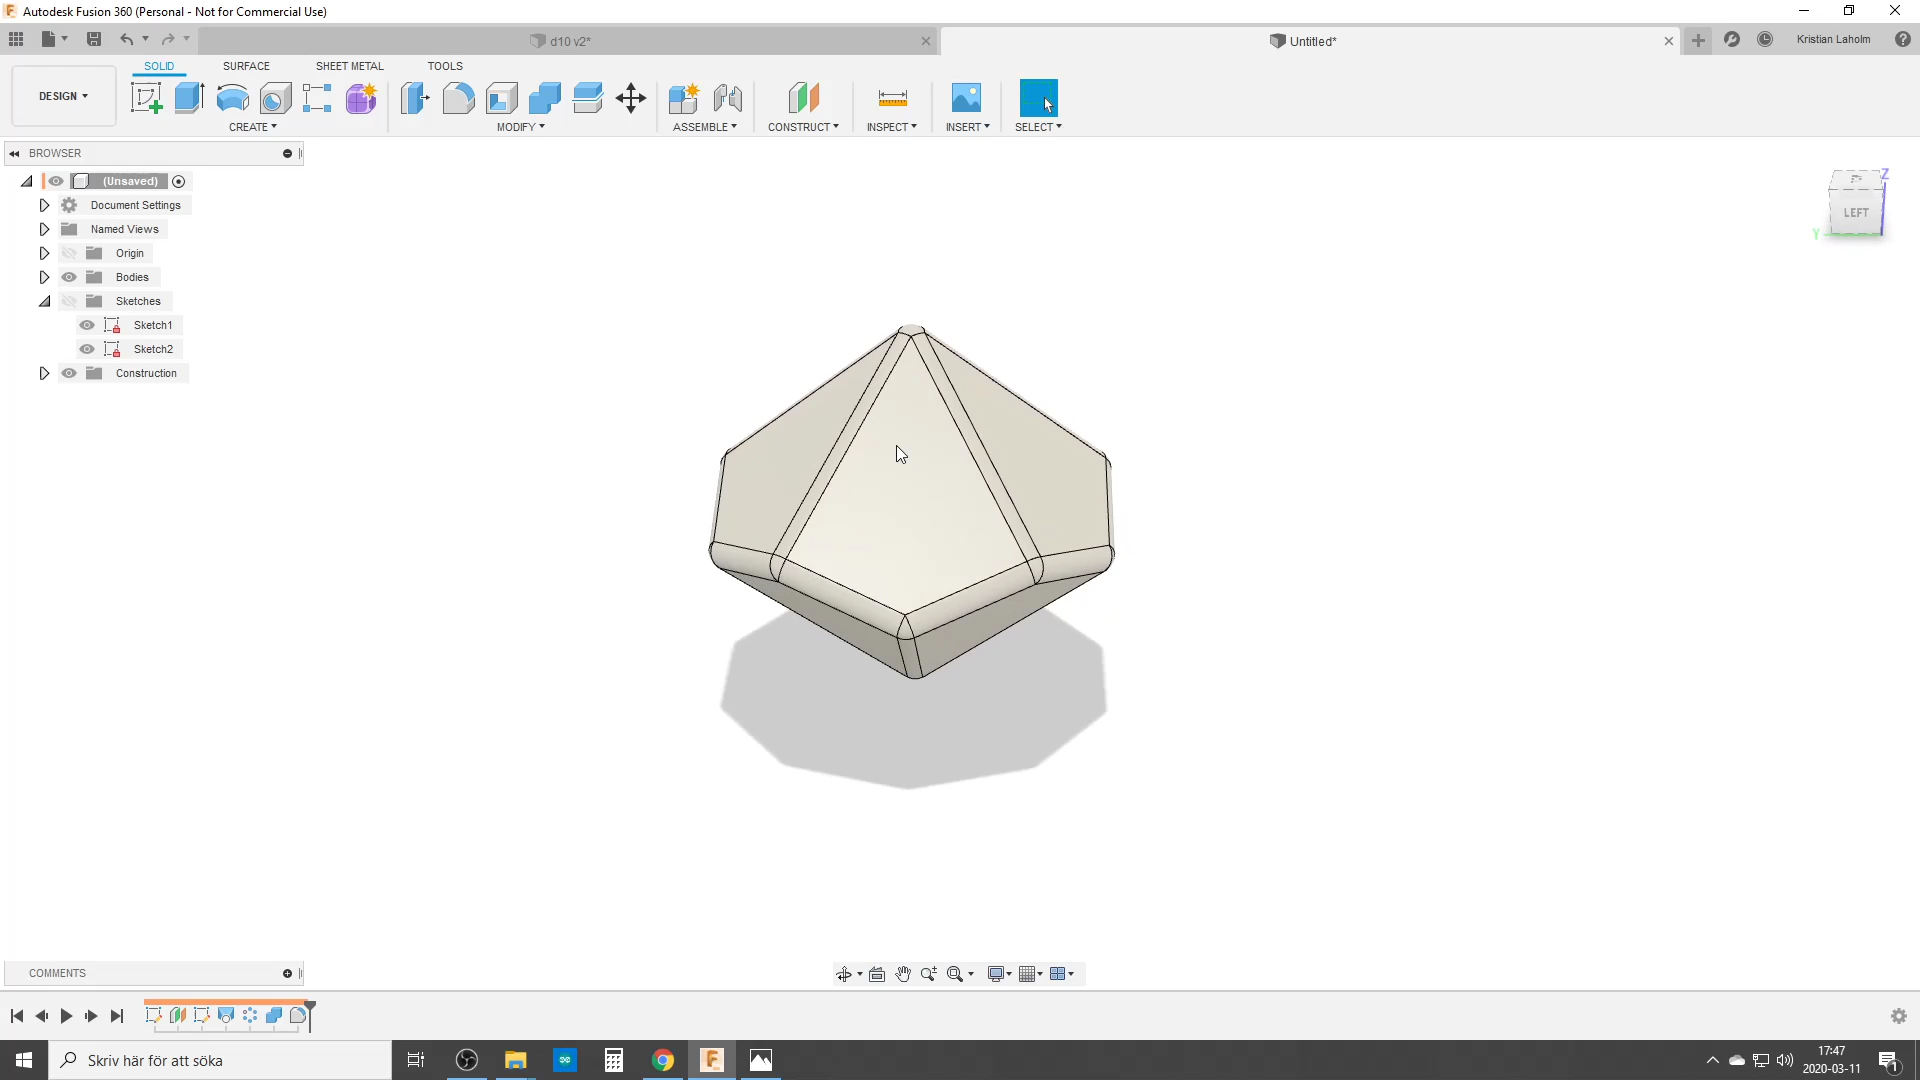 Autodesk Fusion 360 (Personal - Not for Commercial Use)
d10 v2*
Untitled*
Kristian Laholm
DESIGN
SOLID
SURFACE
SHEET METAL
TOOLS
CREATE
MODIFY
ASSEMBLE
CONSTRUCT
INSPECT
INSERT
SELECT
BROWSER
(Unsaved)
Document Settings
Named Views
Origin
Bodies
Sketches
Sketch1
Sketch2
Construction
Z
LEFT
Y
COMMENTS
Skriv här för att söka
17:47
2020-03-11
1